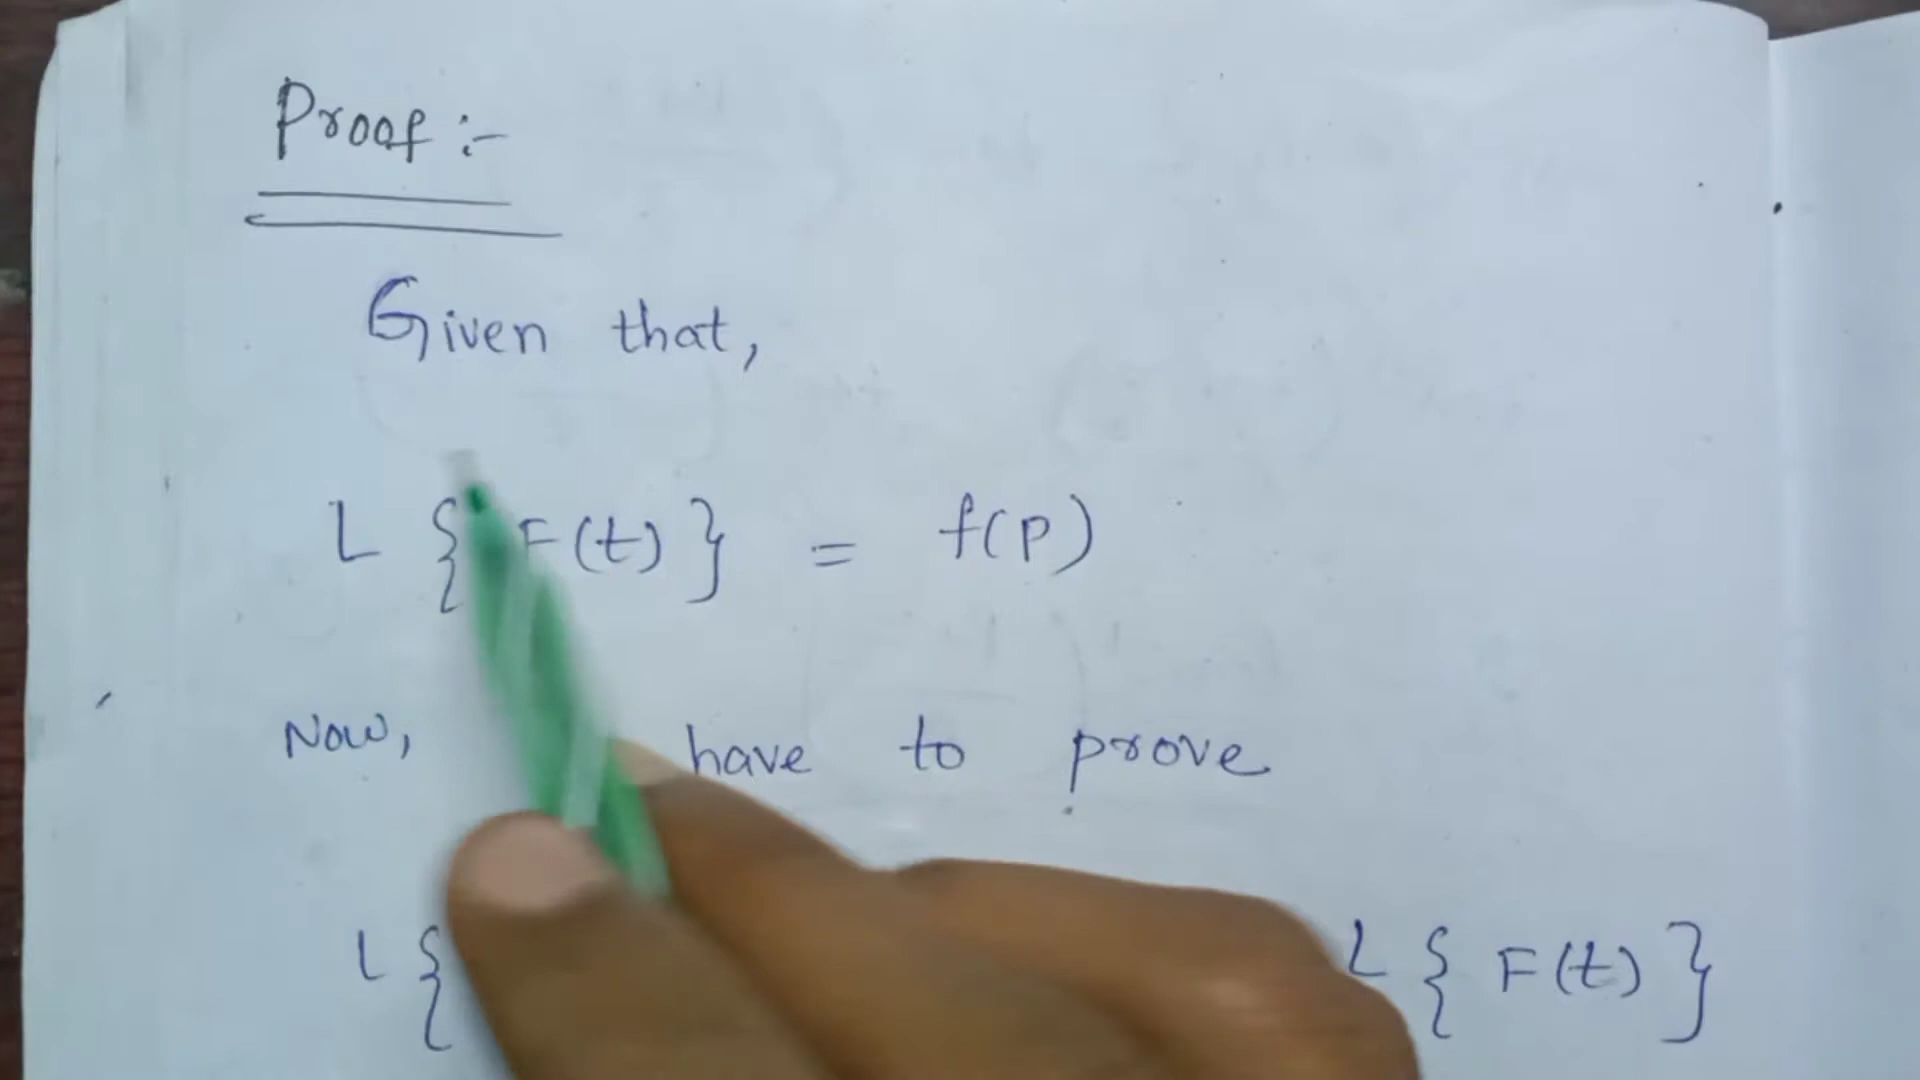 Proof :-
Given that,
L { F(t) } = f(p)
Now, have to prove
L { L { F(t) }